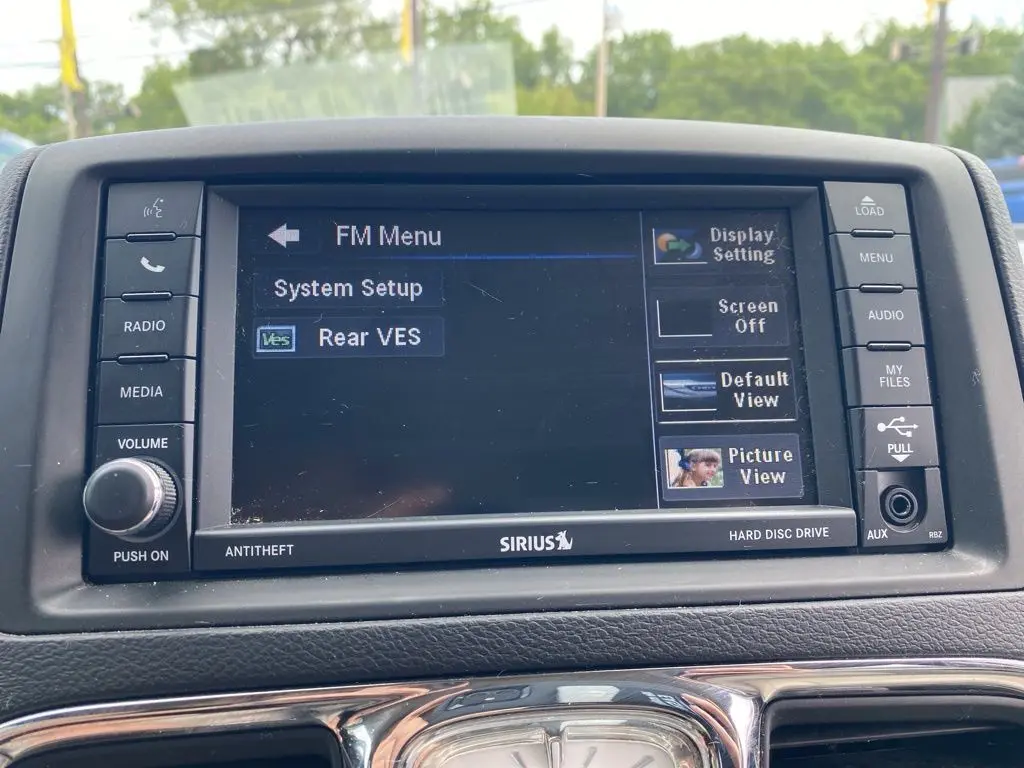 RADIO
MEDIA
VOLUME
PUSH ON
FM Menu
System Setup
Ves
Rear VES
Display
Setting
Screen
Off
Default
View
Picture
View
LOAD
MENU
AUDIO
MY
FILES
PULL
AUX
RBZ
ANTITHEFT
SIRIUS
HARD DISC DRIVE